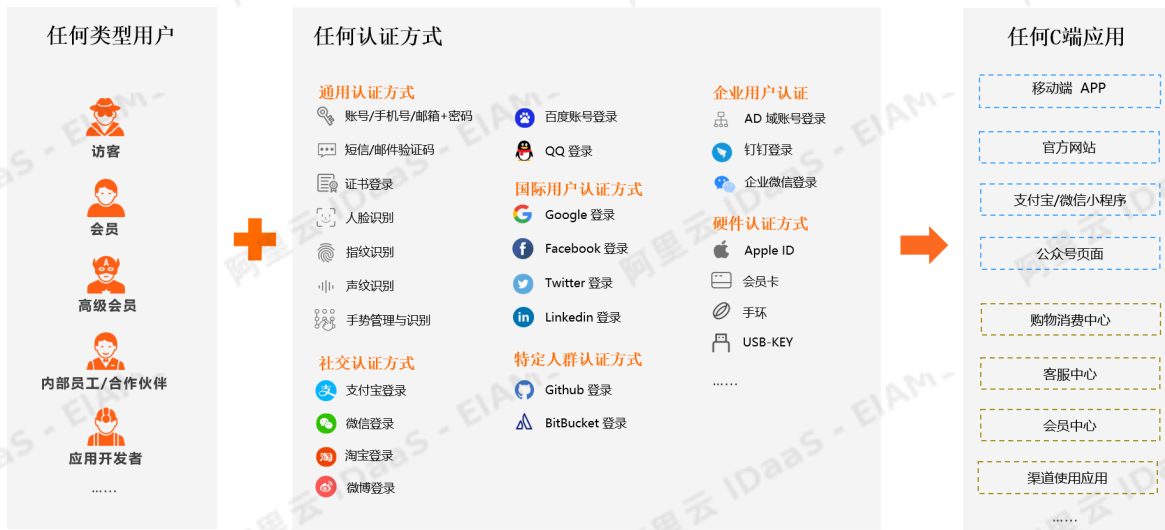 任何类型用户
访客
会员
高级会员
内部员工/合作伙伴
应用开发者
......
任何认证方式
通用认证方式
账号/手机号/邮箱+密码
短信/邮件验证码
证书登录
人脸识别
指纹识别
声纹识别
手势管理与识别
社交认证方式
支付宝登录
微信登录
淘宝登录
微博登录
百度账号登录
QQ 登录
国际用户认证方式
Google 登录
Facebook 登录
Twitter 登录
Linkedin 登录
特定人群认证方式
Github 登录
BitBucket 登录
企业用户认证
AD 域账号登录
钉钉登录
企业微信登录
硬件认证方式
Apple ID
会员卡
手环
USB-KEY
......
任何C端应用
移动端 APP
官方网站
支付宝/微信小程序
公众号页面
购物消费中心
客服中心
会员中心
渠道使用应用
......
阿里云 IDaaS - EIAM